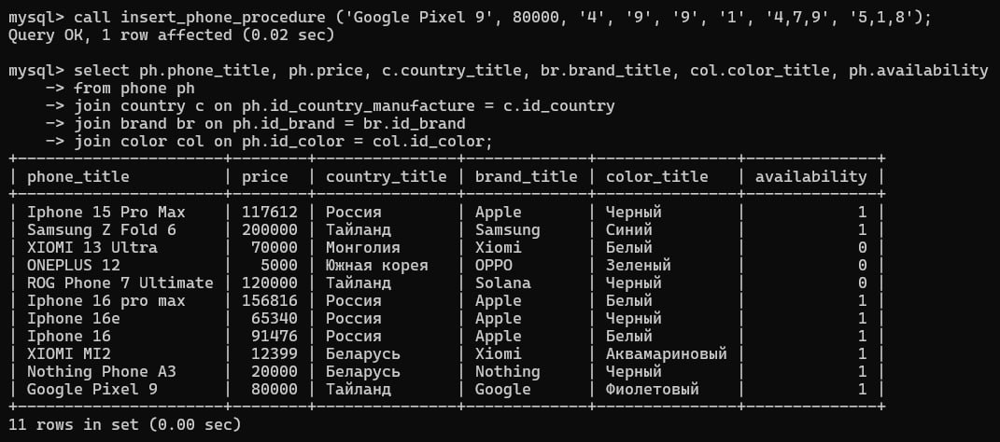 mysql> call insert_phone_procedure ('Google Pixel 9', 80000, '4', '9', '9', '1', '4,7,9', '5,1,8');
Query OK, 1 row affected (0.02 sec)

mysql> select ph.phone_title, ph.price, c.country_title, br.brand_title, col.color_title, ph.availability
    -> from phone ph
    -> join country c on ph.id_country_manufacture = c.id_country
    -> join brand br on ph.id_brand = br.id_brand
    -> join color col on ph.id_color = col.id_color;
+----------------------+--------+---------------+-------------+---------------+--------------+
| phone_title          | price  | country_title | brand_title | color_title   | availability |
+----------------------+--------+---------------+-------------+---------------+--------------+
| Iphone 15 Pro Max    | 117612 | Россия        | Apple       | Черный        |            1 |
| Samsung Z Fold 6     | 200000 | Тайланд       | Samsung     | Синий         |            1 |
| XIOMI 13 Ultra       |  70000 | Монголия      | Xiomi       | Белый         |            0 |
| ONEPLUS 12           |   5000 | Южная корея   | OPPO        | Зеленый       |            0 |
| ROG Phone 7 Ultimate | 120000 | Тайланд       | Solana      | Черный        |            0 |
| Iphone 16 pro max    | 156816 | Россия        | Apple       | Белый         |            1 |
| Iphone 16e           |  65340 | Россия        | Apple       | Черный        |            1 |
| Iphone 16            |  91476 | Россия        | Apple       | Белый         |            1 |
| XIOMI MI2            |  12399 | Беларусь      | Xiomi       | Аквамариновый |            1 |
| Nothing Phone A3     |  20000 | Беларусь      | Nothing     | Черный        |            1 |
| Google Pixel 9       |  80000 | Тайланд       | Google      | Фиолетовый    |            1 |
+----------------------+--------+---------------+-------------+---------------+--------------+
11 rows in set (0.00 sec)